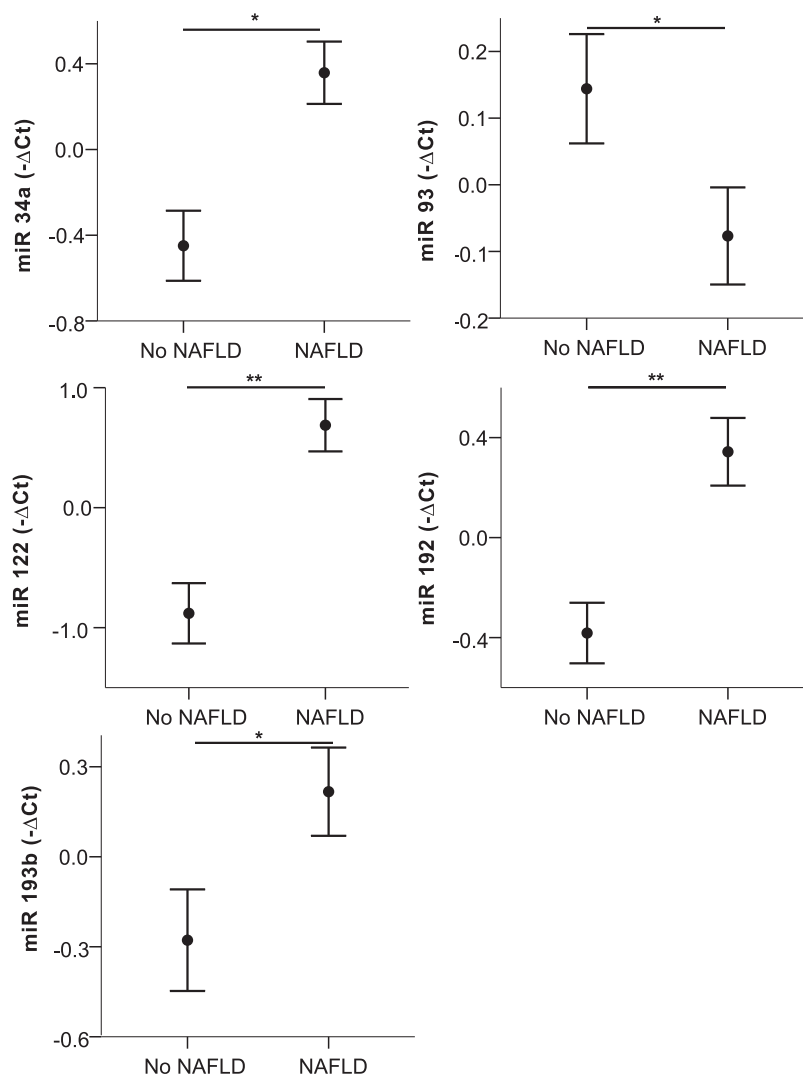 *
miR 34a (-ΔCt)
0.4
0.0
-0.4
-0.8
No NAFLD NAFLD
*
miR 93 (-ΔCt)
0.2
0.1
0.0
-0.1
-0.2
No NAFLD NAFLD
**
miR 122 (-ΔCt)
1.0
0.0
-1.0
No NAFLD NAFLD
**
miR 192 (-ΔCt)
0.4
0.0
-0.4
No NAFLD NAFLD
*
miR 193b (-ΔCt)
0.3
0.0
-0.3
-0.6
No NAFLD NAFLD